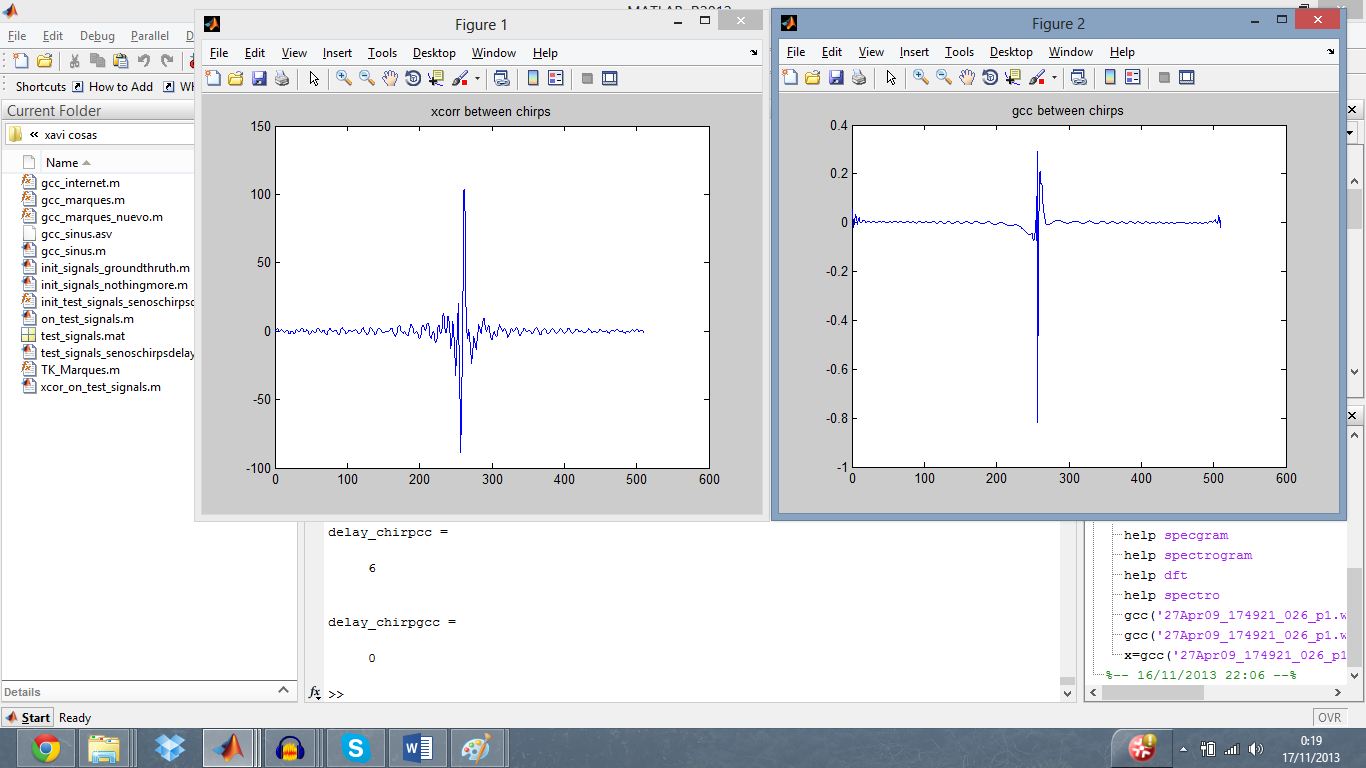 MATLAB R2012
File Edit Debug Parallel D
Shortcuts How to Add Wh
Current Folder
« xavi cosas
Name
gcc_internet.m
gcc_marques.m
gcc_marques_nuevo.m
gcc_sinus.asv
gcc_sinus.m
init_signals_groundthruth.m
init_signals_nothingmore.m
init_test_signals_senoschirpsd
on_test_signals.m
test_signals.mat
test_signals_senoschirpsdelay
TK_Marques.m
xcor_on_test_signals.m
Details
Figure 1
File Edit View Insert Tools Desktop Window Help
xcorr between chirps
150
100
50
0
-50
-100
0 100 200 300 400 500 600
Figure 2
File Edit View Insert Tools Desktop Window Help
gcc between chirps
0.4
0.2
0
-0.2
-0.4
-0.6
-0.8
-1
0 100 200 300 400 500 600
delay_chirpcc =
6
delay_chirpgcc =
0
fx >>
help specgram
help spectrogram
help dft
help spectro
gcc('27Apr09_174921_026_p1.w
gcc('27Apr09_174921_026_p1.w
x=gcc('27Apr09_174921_026_p1
%-- 16/11/2013 22:06 --%
Start Ready
OVR
0:19
17/11/2013